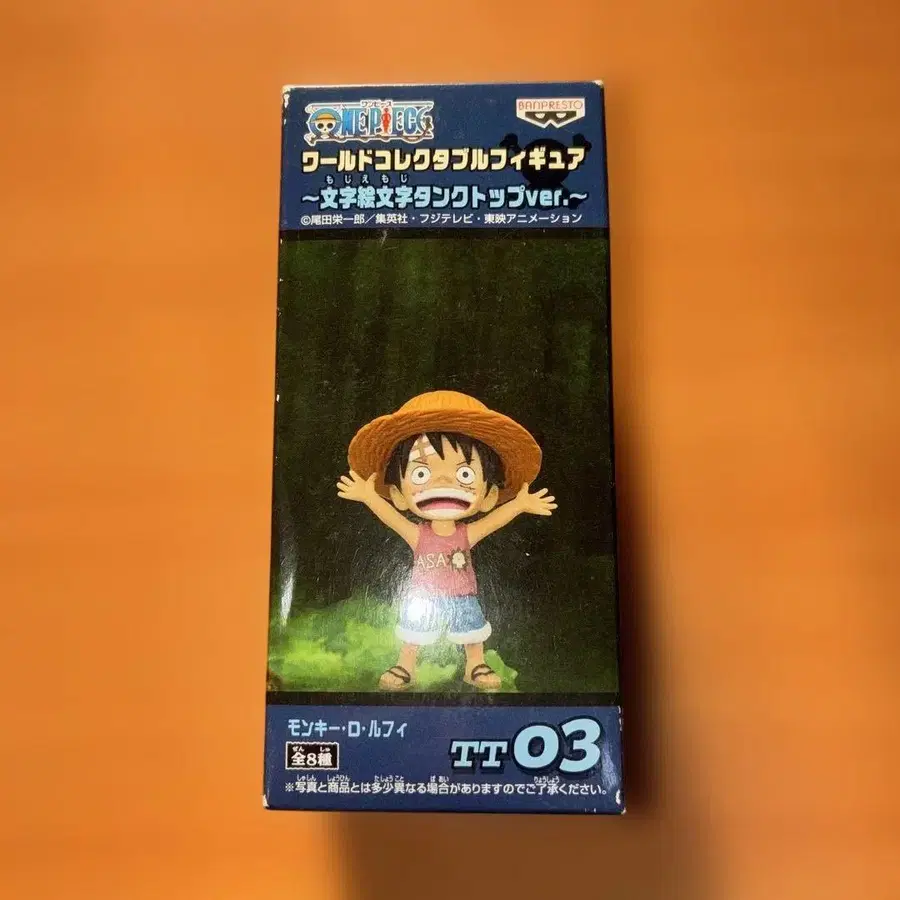 ワンピース
ONE PIECE
BANPRESTO
ワールドコレクタブルフィギュア
もじえもじ
～文字絵文字タンクトップver.～
©尾田栄一郎／集英社・フジテレビ・東映アニメーション
ASA
モンキー・D・ルフィ
TT 03
ぜん しゅ
全8種
しゃしん しょうひん たしょうこと ばあい りょうしょう
※写真と商品とは多少異なる場合がありますのでご了承ください。